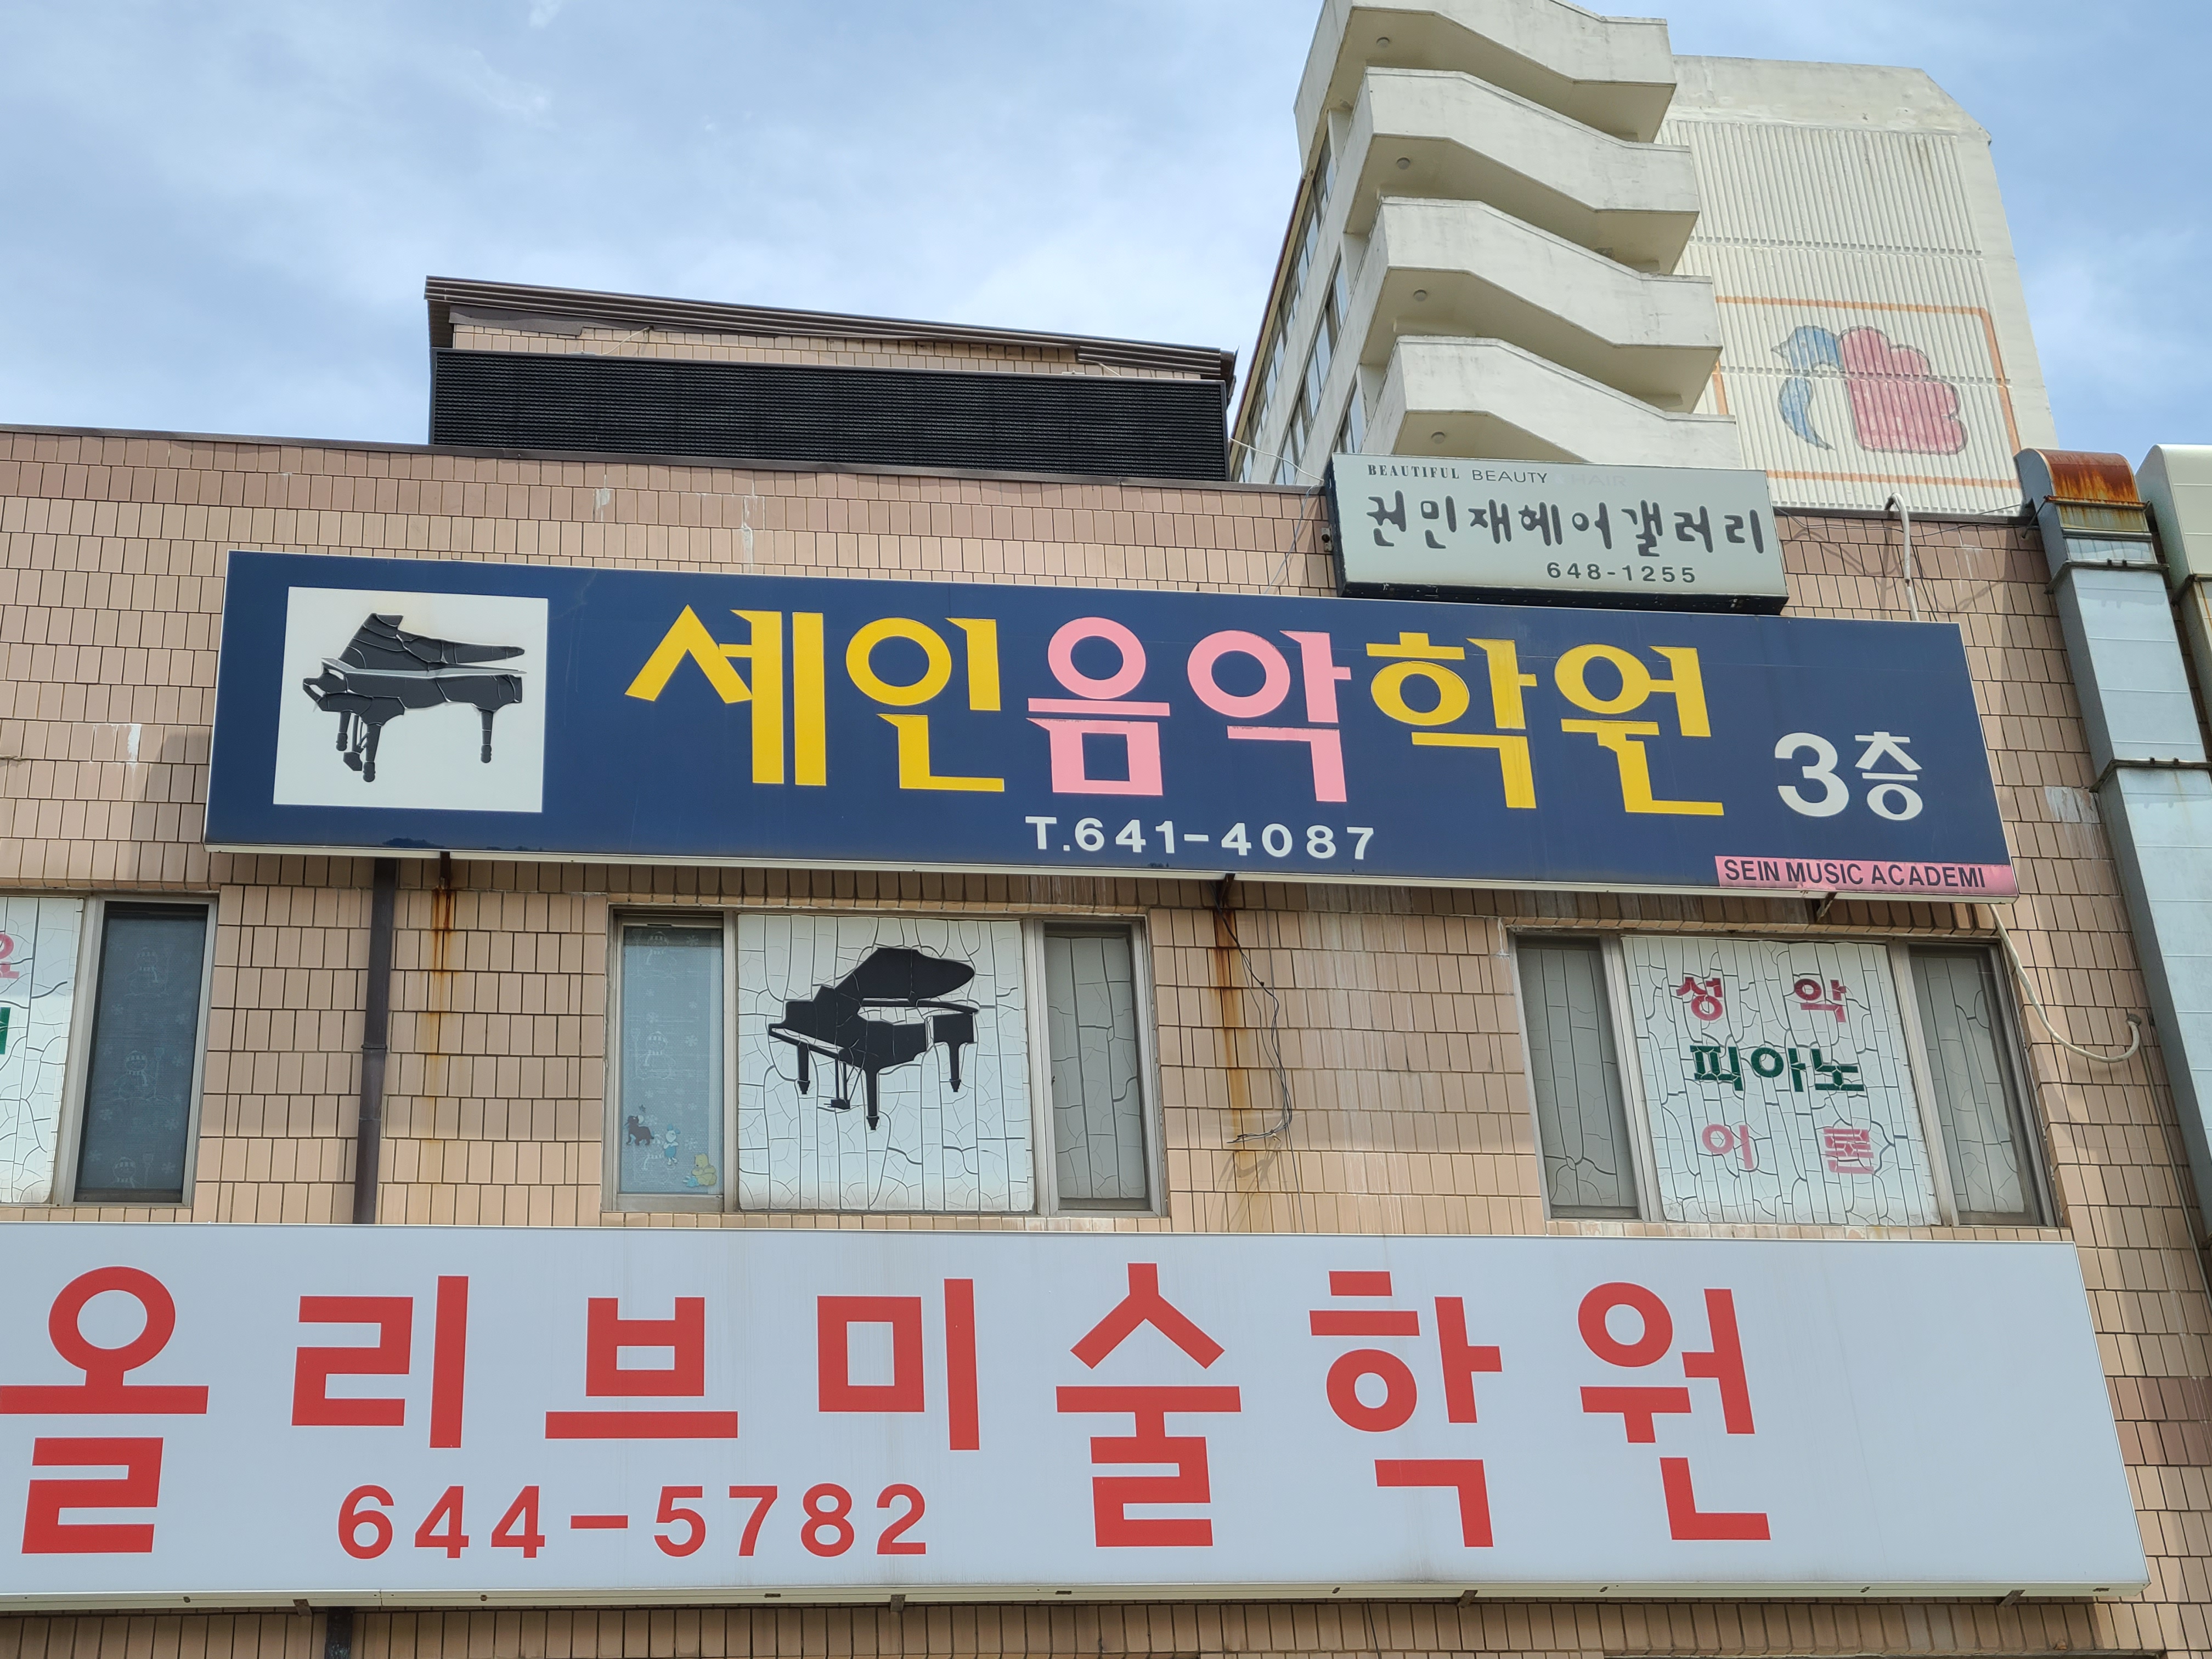 BEAUTIFUL BEAUTY HAIR
권민재헤어갤러리
648-1255
세인음악학원 3층
T.641-4087
SEIN MUSIC ACADEMI
성악
피아노
이론
올리브미술학원
644-5782